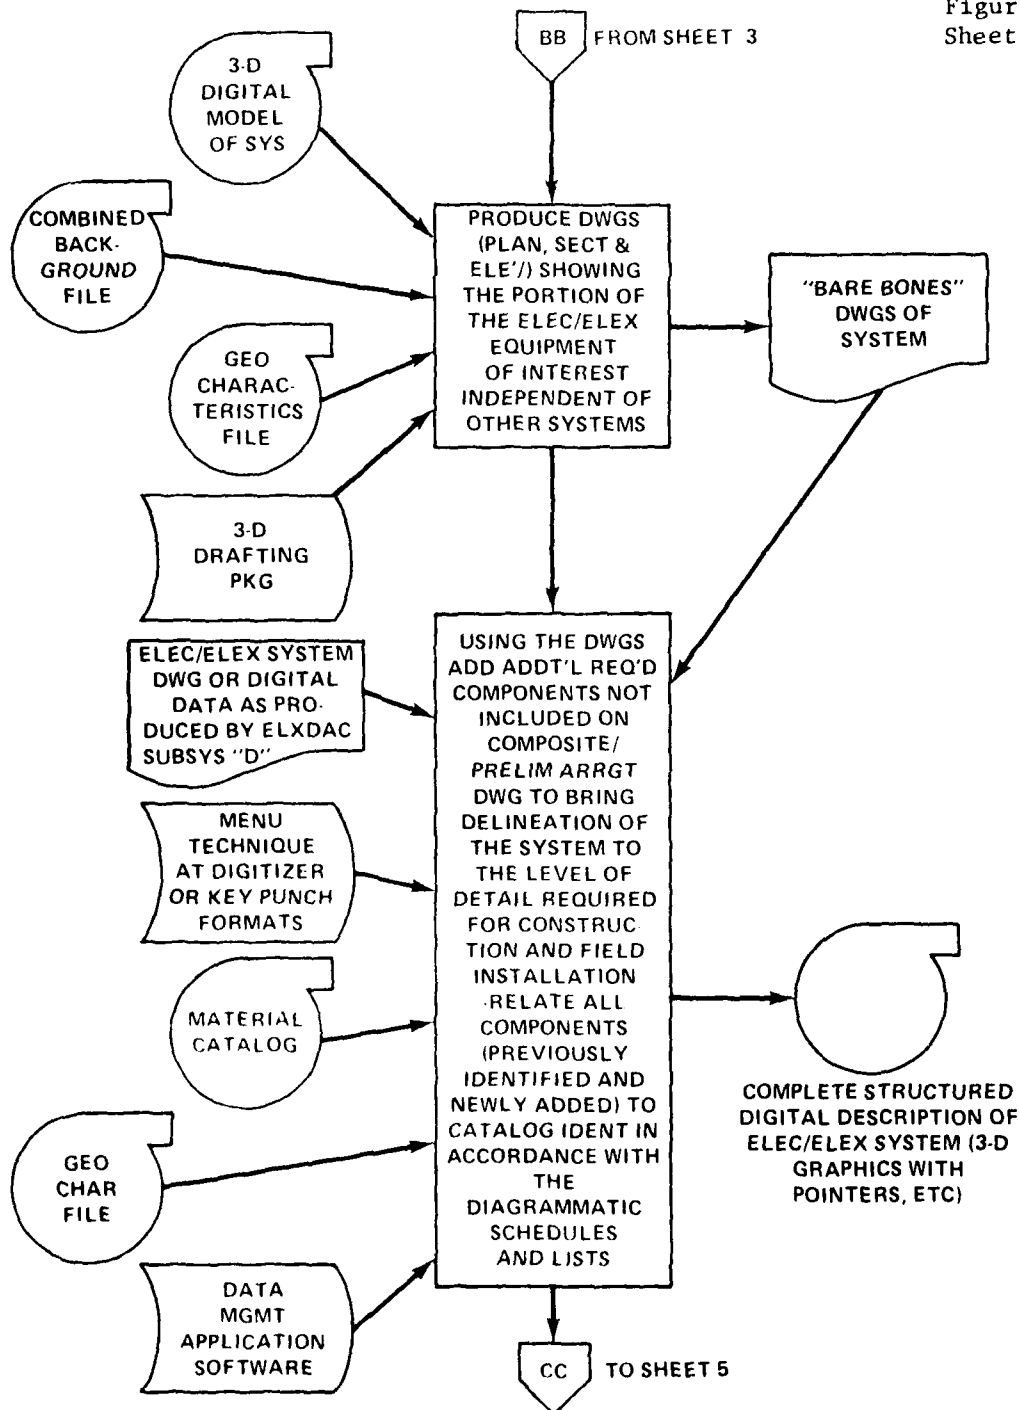 Figur
Sheet
BB
FROM SHEET 3
3-D
DIGITAL
MODEL
OF SYS
COMBINED
BACK-
GROUND
FILE
GEO
CHARAC-
TERISTICS
FILE
3-D
DRAFTING
PKG
PRODUCE DWGS
(PLAN, SECT &
ELE'/) SHOWING
THE PORTION OF
THE ELEC/ELEX
EQUIPMENT
OF INTEREST
INDEPENDENT OF
OTHER SYSTEMS
"BARE BONES"
DWGS OF
SYSTEM
ELEC/ELEX SYSTEM
DWG OR DIGITAL
DATA AS PRO-
DUCED BY ELXDAC
SUBSYS "D"
MENU
TECHNIQUE
AT DIGITIZER
OR KEY PUNCH
FORMATS
MATERIAL
CATALOG
GEO
CHAR
FILE
DATA
MGMT
APPLICATION
SOFTWARE
USING THE DWGS
ADD ADDT'L REQ'D
COMPONENTS NOT
INCLUDED ON
COMPOSITE/
PRELIM ARRGT
DWG TO BRING
DELINEATION OF
THE SYSTEM TO
THE LEVEL OF
DETAIL REQUIRED
FOR CONSTRUC-
TION AND FIELD
INSTALLATION
-RELATE ALL
COMPONENTS
(PREVIOUSLY
IDENTIFIED AND
NEWLY ADDED) TO
CATALOG IDENT IN
ACCORDANCE WITH
THE
DIAGRAMMATIC
SCHEDULES
AND LISTS
COMPLETE STRUCTURED
DIGITAL DESCRIPTION OF
ELEC/ELEX SYSTEM (3-D
GRAPHICS WITH
POINTERS, ETC)
CC
TO SHEET 5